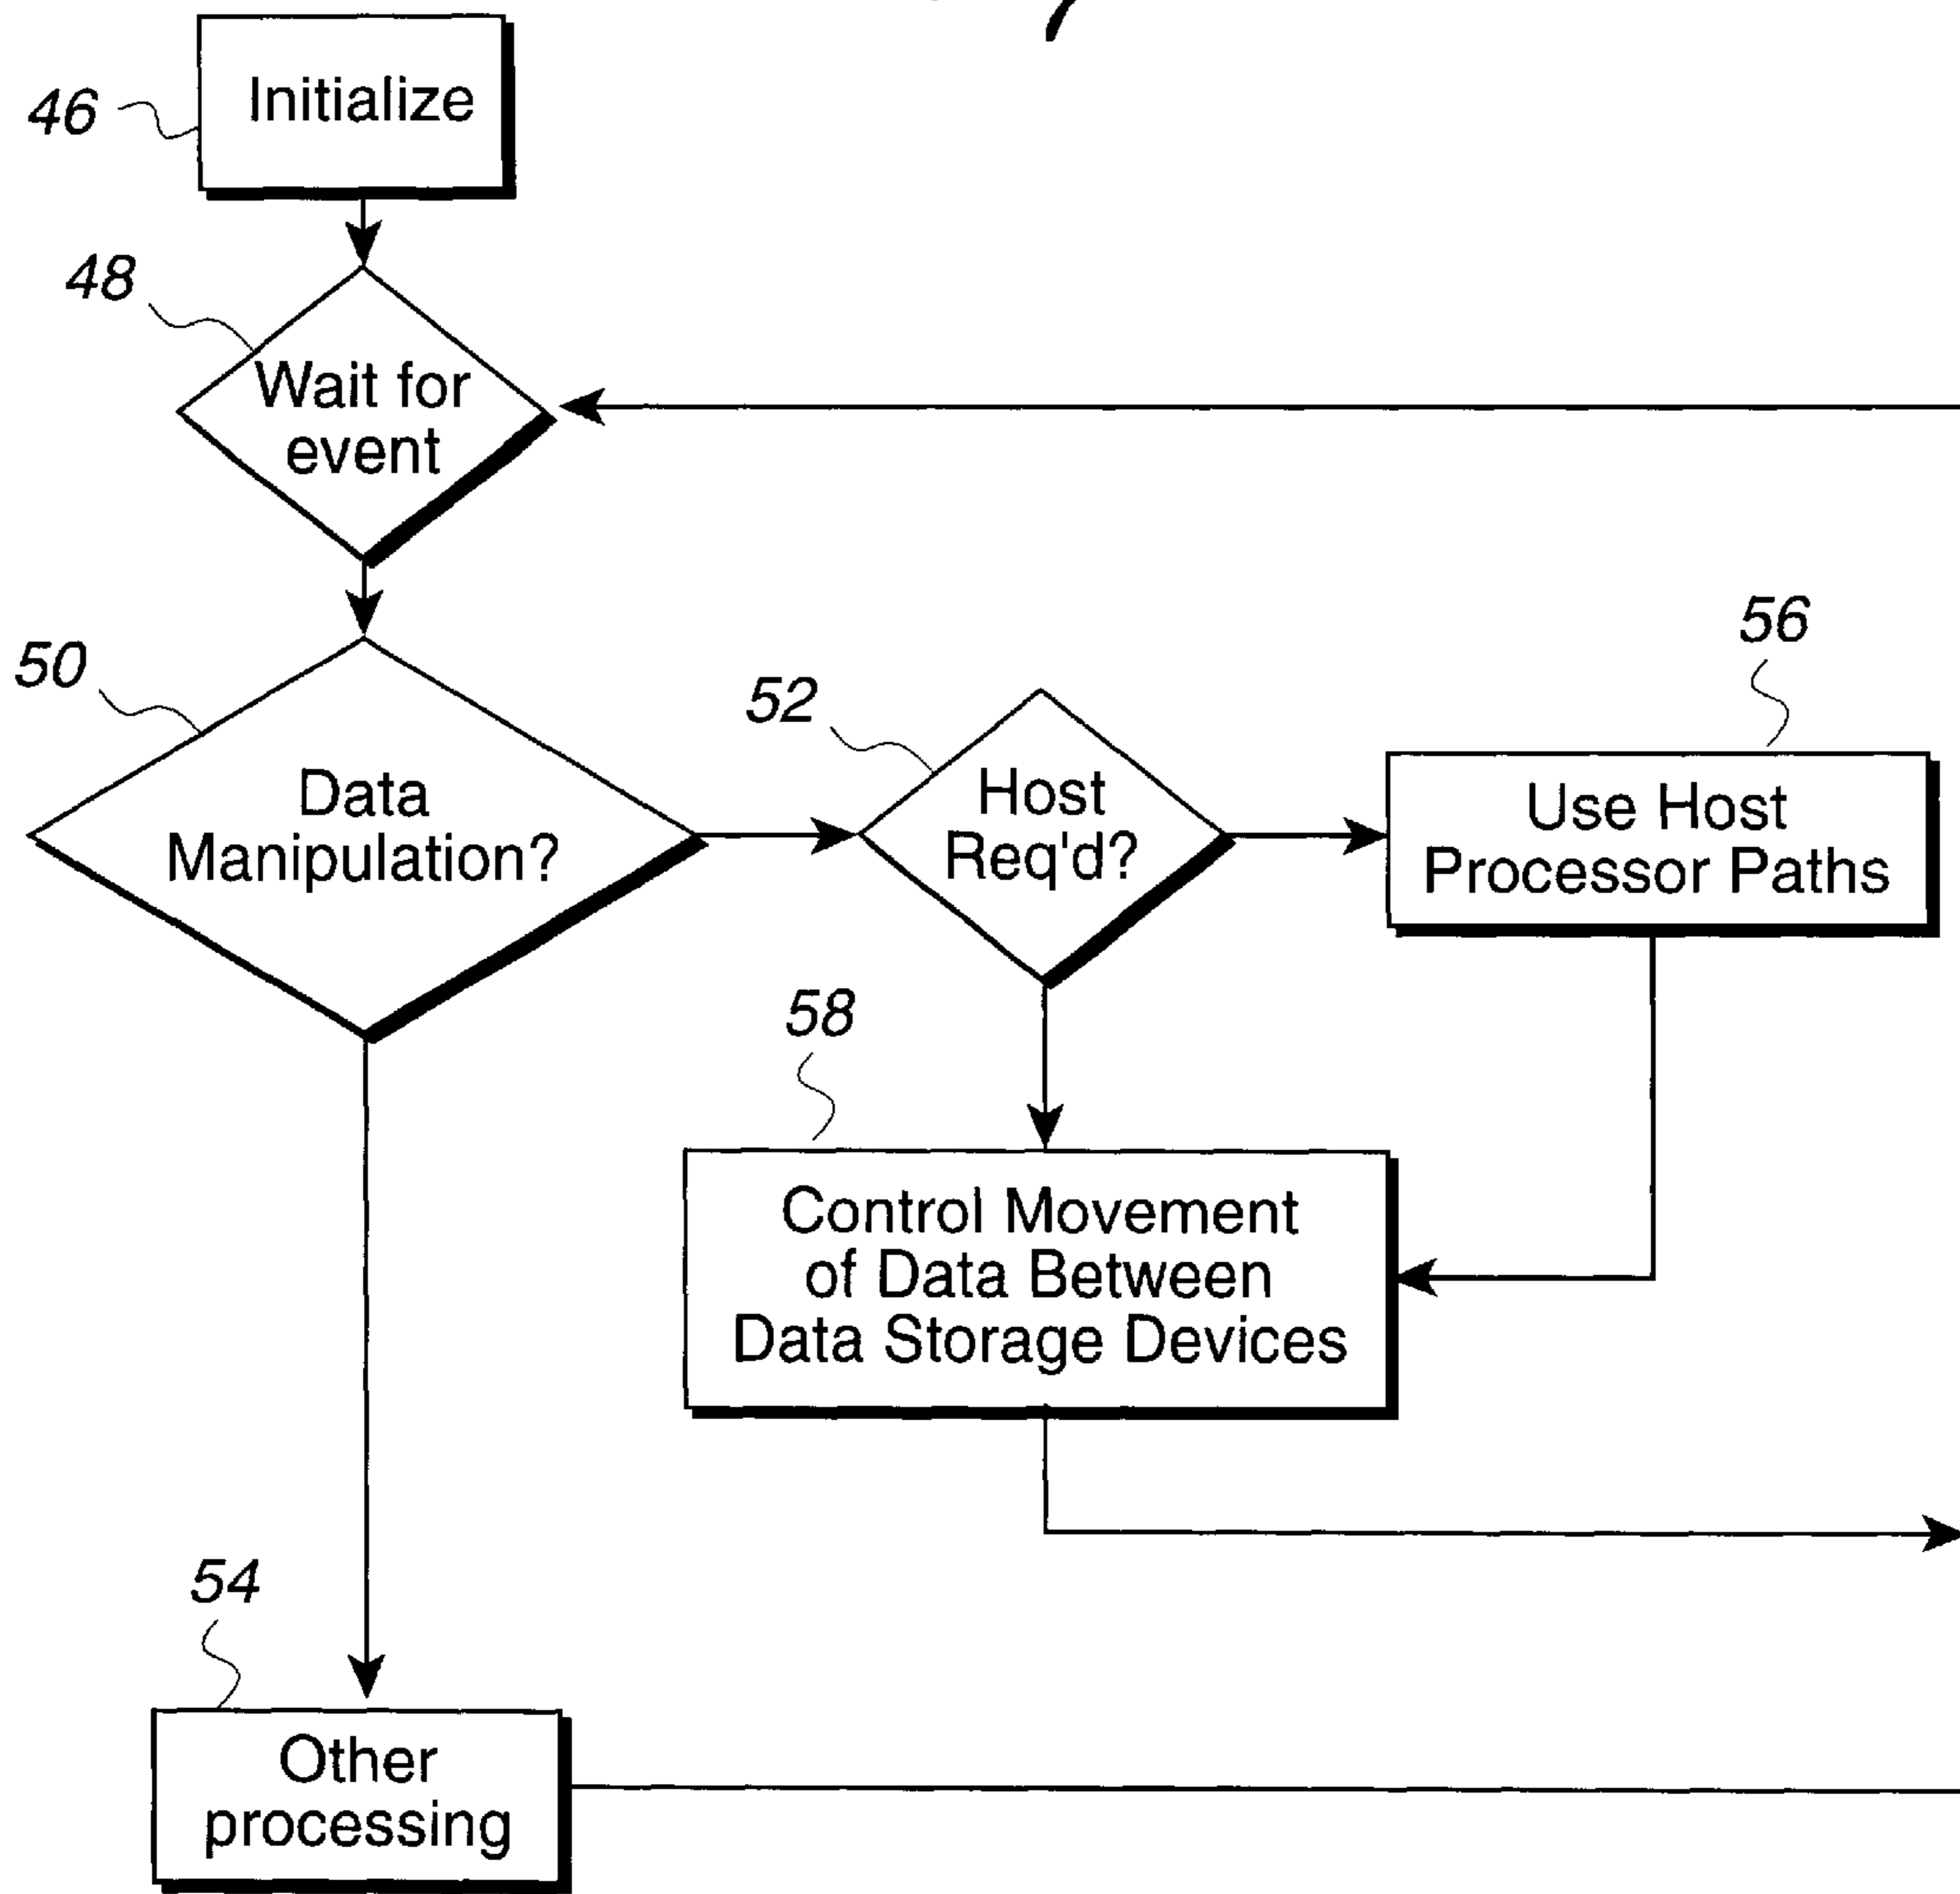 46
Initialize
48
Wait for
event
50
Data
Manipulation?
52
Host
Req'd?
56
Use Host
Processor Paths
58
Control Movement
of Data Between
Data Storage Devices
54
Other
processing